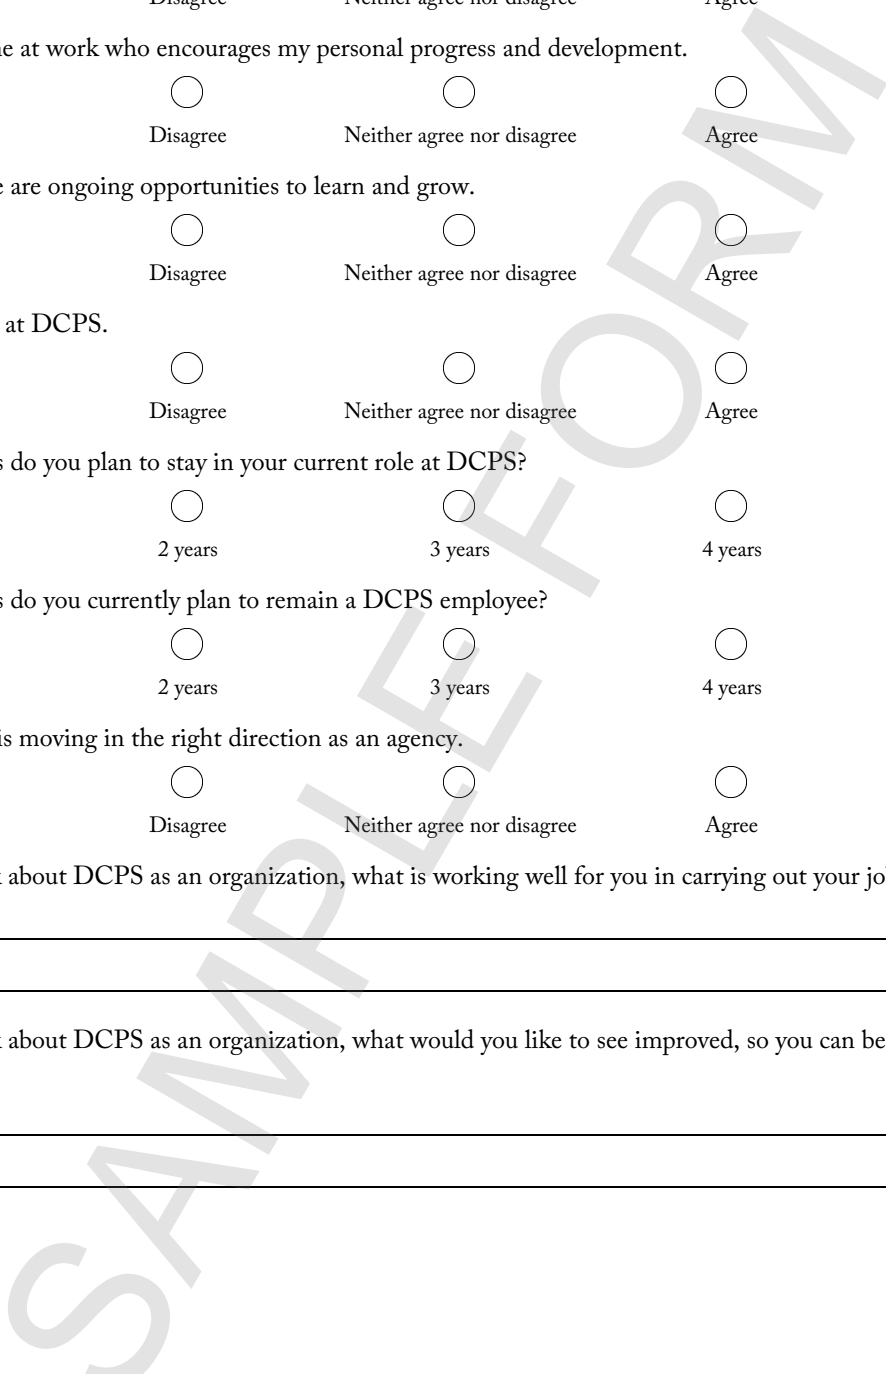 Disagree Neither agree nor disagree Agree
at work who encourages my personal progress and development.
Disagree Neither agree nor disagree Agree
are ongoing opportunities to learn and grow.
Disagree Neither agree nor disagree Agree
at DCPS.
Disagree Neither agree nor disagree Agree
do you plan to stay in your current role at DCPS?
2 years 3 years 4 years
do you currently plan to remain a DCPS employee?
2 years 3 years 4 years
is moving in the right direction as an agency.
Disagree Neither agree nor disagree Agree
about DCPS as an organization, what is working well for you in carrying out your
about DCPS as an organization, what would you like to see improved, so you can be
SAMPLE FORM